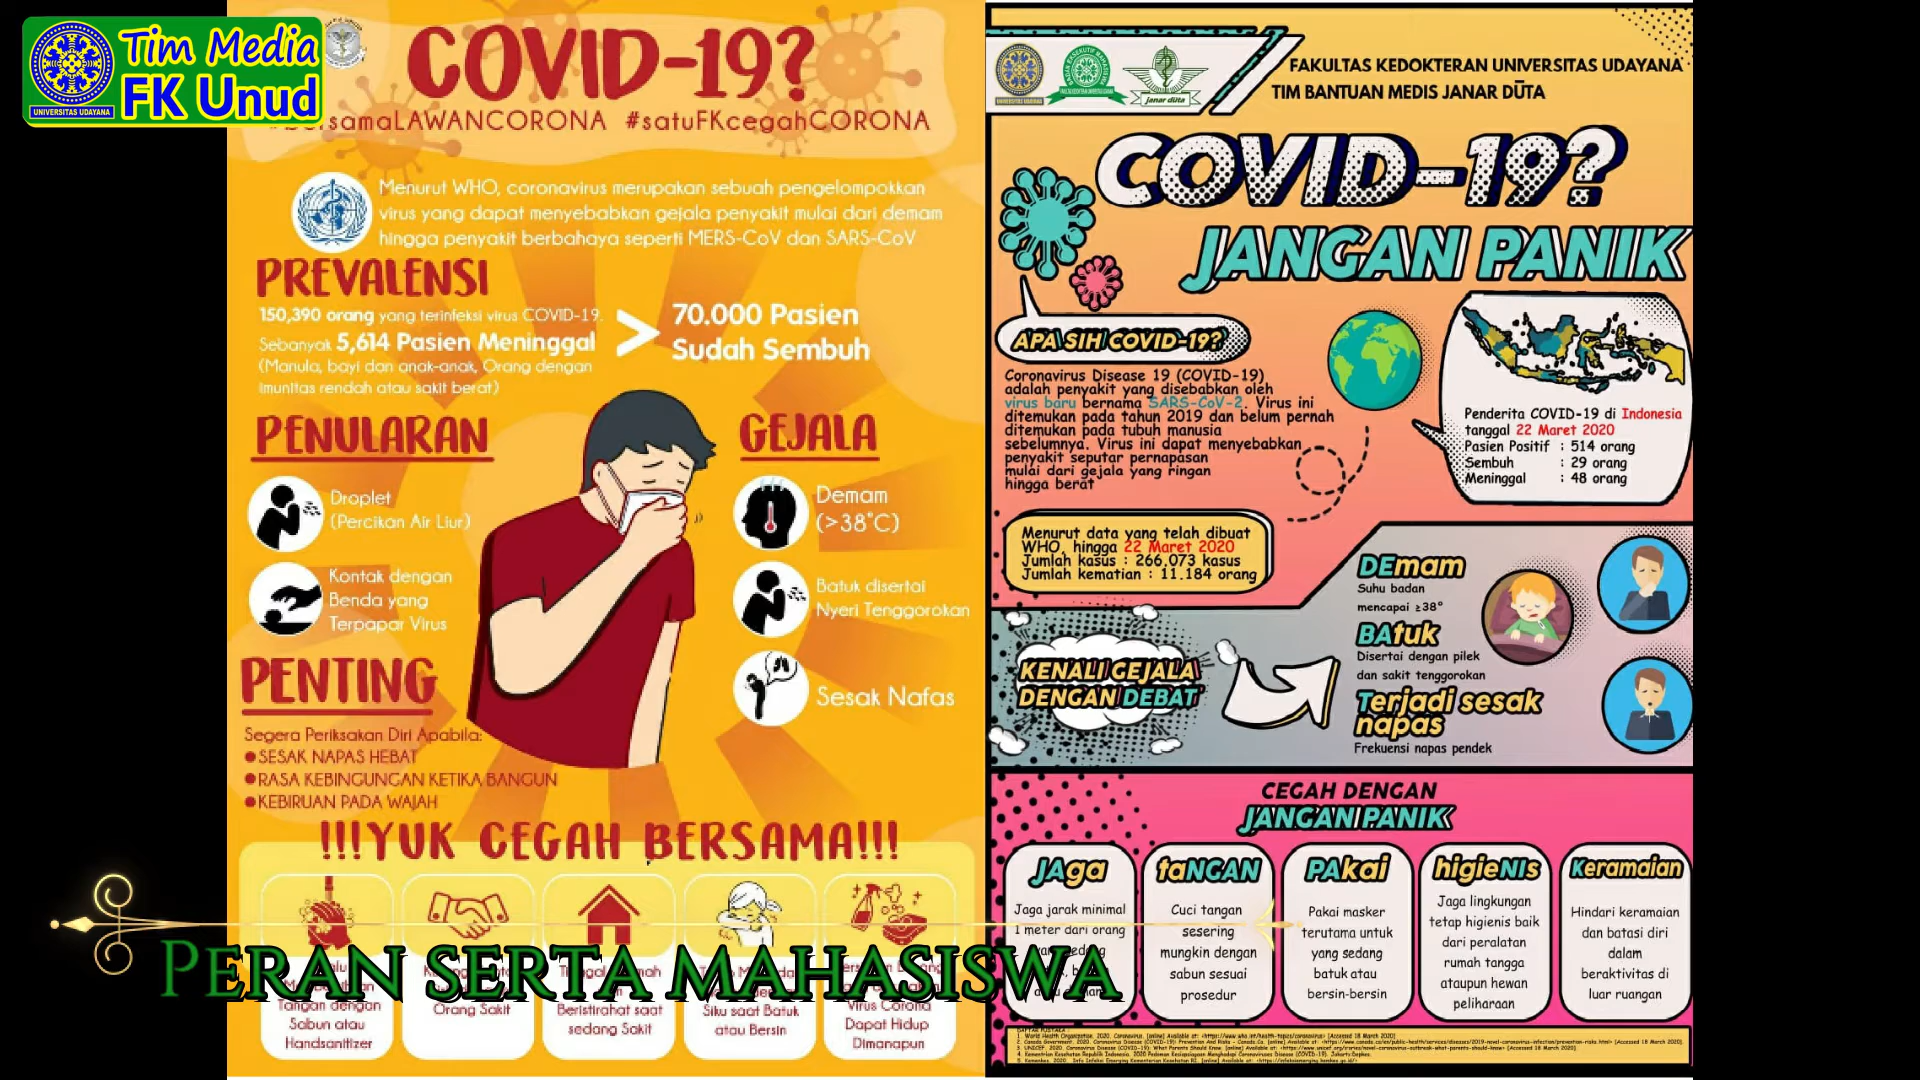 Tim Media
FK Unud
UNIVERSITAS UDAYANA
COVID-19?
#satuFKcegahCORONA
Menurut WHO, coronavirus merupakan sebuah pengelompokkan
virus yang dapat menyebabkan gejala penyakit mulai dari demam
hingga penyakit berbahaya seperti MERS-CoV dan SARS-CoV
PREVALENSI
150,390 orang yang terinfeksi virus COVID-19.
Sebanyak 5,614 Pasien Meninggal
(Manula, bayi dan anak-anak, Orang dengan
imunitas rendah atau sakit berat)
>
70.000 Pasien
Sudah Sembuh
PENULARAN
Droplet
(Percikan Air Liur)
Kontak dengan
Benda yang
Terpapar Virus
GEJALA
Demam
(>38°C)
Batuk disertai
Nyeri Tenggorokan
Sesak Nafas
PENTING
Segera Periksakan Diri Apabila:
●SESAK NAPAS HEBAT
●RASA KEBINGUNGAN KETIKA BANGUN
●KEBIRUAN PADA WAJAH
!!!YUK CEGAH BERSAMA!!!
Tangan dengan
Sabun atau
Handsanitizer
Orang Sakit
Beristirahat saat
sedang Sakit
Siku saat Batuk
atau Bersin
Virus Corona
Dapat Hidup
Dimanapun
FAKULTAS KEDOKTERAN UNIVERSITAS UDAYANA
TIM BANTUAN MEDIS JANAR DŪTA
janar dūta
COVID-19?
JANGAN PANIK
APA SIH COVID-19?
Coronavirus Disease 19 (COVID-19)
adalah penyakit yang disebabkan oleh
virus baru bernama SARS-CoV-2. Virus ini
ditemukan pada tahun 2019 dan belum pernah
ditemukan pada tubuh manusia
sebelumnya. Virus ini dapat menyebabkan
penyakit seputar pernapasan
mulai dari gejala yang ringan
hingga berat
Penderita COVID-19 di Indonesia
tanggal 22 Maret 2020
Pasien Positif : 514 orang
Sembuh : 29 orang
Meninggal : 48 orang
Menurut data yang telah dibuat
WHO, hingga 22 Maret 2020
Jumlah kasus : 266,073 kasus
Jumlah kematian : 11.184 orang
KENALI GEJALA
DENGAN DEBAT
DEmam
Suhu badan
mencapai ≥38°
BAtuk
Disertai dengan pilek
dan sakit tenggorokan
Terjadi sesak
napas
Frekuensi napas pendek
CEGAH DENGAN
JANGAN PANIK
JAga
Jaga jarak minimal
1 meter dari orang
taNGAN
Cuci tangan
sesering
mungkin dengan
sabun sesuai
prosedur
PAkai
Pakai masker
terutama untuk
yang sedang
batuk atau
bersin-bersin
higieNIs
Jaga lingkungan
tetap higienis baik
dari peralatan
rumah tangga
ataupun hewan
peliharaan
Keramaian
Hindari keramaian
dan batasi diri
dalam
beraktivitas di
luar ruangan
DAFTAR PUSTAKA :
PERAN SERTA MAHASISWA